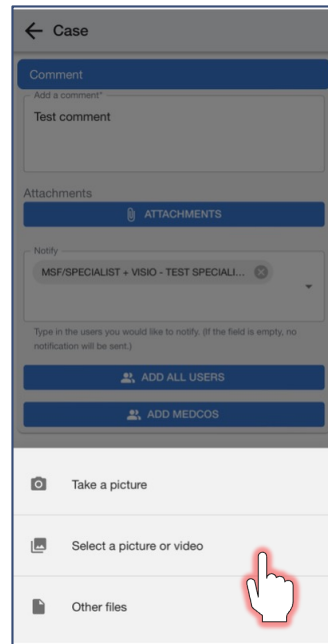 Case
Comment
Add a comment*
Test comment
Attachments
ATTACHMENTS
Notify
MSF/SPECIALIST + VISIO - TEST SPECIALI...
Type in the users you would like to notify. (If the field is empty, no
notification will be sent.)
ADD ALL USERS
ADD MEDCOS
Take a picture
Select a picture or video
Other files